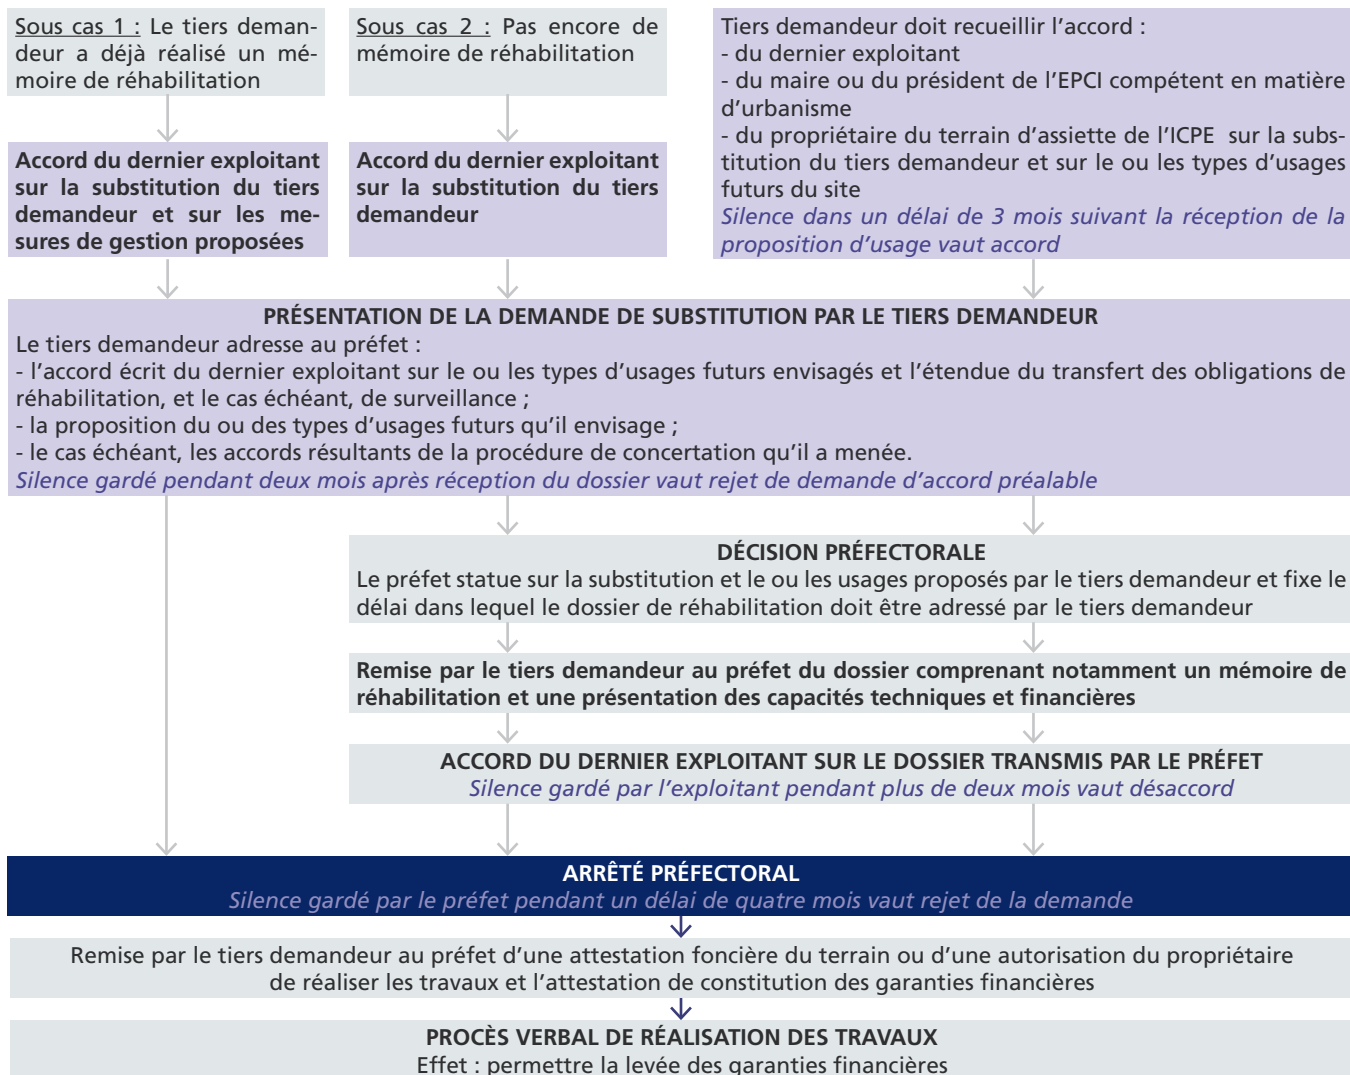 Sous cas 1 : Le tiers deman-
deur a déjà réalisé un mé-
moire de réhabilitation
Sous cas 2 : Pas encore de
mémoire de réhabilitation
Tiers demandeur doit recueillir l’accord :
- du dernier exploitant
- du maire ou du président de l’EPCI compétent en matière
d’urbanisme
- du propriétaire du terrain d’assiette de l’ICPE sur la subs-
titution du tiers demandeur et sur le ou les types d’usages
futurs du site
Silence dans un délai de 3 mois suivant la réception de la
proposition d’usage vaut accord
Accord du dernier exploitant
sur la substitution du tiers
demandeur et sur les me-
sures de gestion proposées
Accord du dernier exploitant
sur la substitution du tiers
demandeur
PRÉSENTATION DE LA DEMANDE DE SUBSTITUTION PAR LE TIERS DEMANDEUR
Le tiers demandeur adresse au préfet :
- l’accord écrit du dernier exploitant sur le ou les types d’usages futurs envisagés et l’étendue du transfert des obligations de
réhabilitation, et le cas échéant, de surveillance ;
- la proposition du ou des types d’usages futurs qu’il envisage ;
- le cas échéant, les accords résultants de la procédure de concertation qu’il a menée.
Silence gardé pendant deux mois après réception du dossier vaut rejet de demande d’accord préalable
DÉCISION PRÉFECTORALE
Le préfet statue sur la substitution et le ou les usages proposés par le tiers demandeur et fixe le
délai dans lequel le dossier de réhabilitation doit être adressé par le tiers demandeur
Remise par le tiers demandeur au préfet du dossier comprenant notamment un mémoire de
réhabilitation et une présentation des capacités techniques et financières
ACCORD DU DERNIER EXPLOITANT SUR LE DOSSIER TRANSMIS PAR LE PRÉFET
Silence gardé par l’exploitant pendant plus de deux mois vaut désaccord
ARRÊTÉ PRÉFECTORAL
Silence gardé par le préfet pendant un délai de quatre mois vaut rejet de la demande
Remise par le tiers demandeur au préfet d’une attestation foncière du terrain ou d’une autorisation du propriétaire
de réaliser les travaux et l’attestation de constitution des garanties financières
PROCÈS VERBAL DE RÉALISATION DES TRAVAUX
Effet : permettre la levée des garanties financières